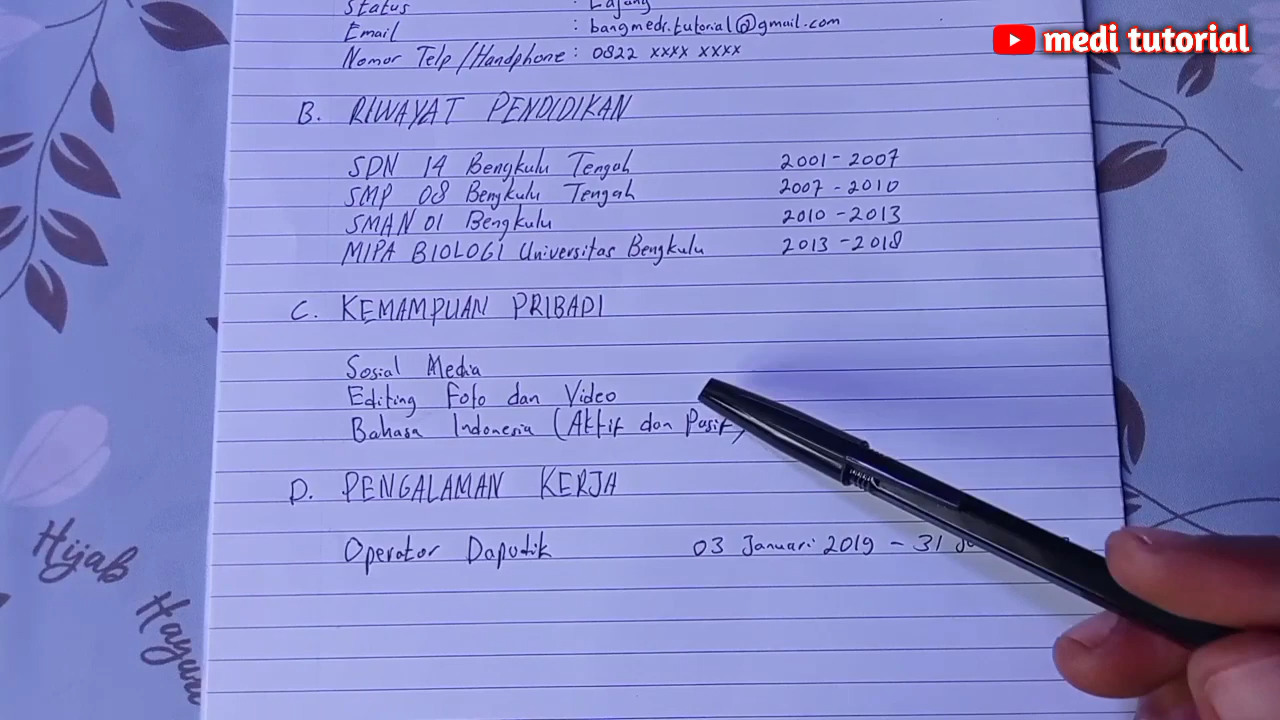 Status : Lajang
Email : bangmedi.tutorial@gmail.com
Nomor Telp/Handphone : 0822 xxxx xxxx
medi tutorial
B. RIWAYAT PENDIDIKAN
SDN 14 Bengkulu Tengah 2001 - 2007
SMP 08 Bengkulu Tengah 2007 - 2010
SMAN 01 Bengkulu 2010 - 2013
MIPA BIOLOGI Universitas Bengkulu 2013 - 2018
C. KEMAMPUAN PRIBADI
Sosial Media
Editing Foto dan Video
Bahasa Indonesia (Aktif dan Pasif)
D. PENGALAMAN KERJA
Operator Dapodik 03 Januari 2019 - 31
Hijab